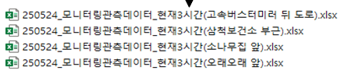 250524_모니터링관측데이터_현재3시간(고속버스터미러 뒤 도로).xlsx
250524_모니터링관측데이터_현재3시간(삼척보건소 부근).xlsx
250524_모니터링관측데이터_현재3시간(소나무집 앞).xlsx
250524_모니터링관측데이터_현재3시간(오래오래 앞).xlsx